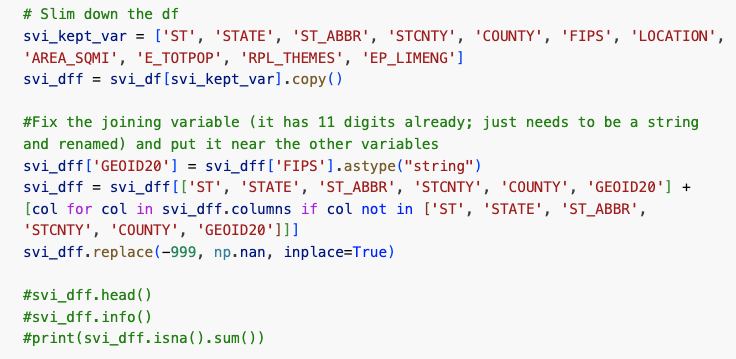 # Slim down the df
svi_kept_var = ['ST', 'STATE', 'ST_ABBR', 'STCNTY', 'COUNTY', 'FIPS', 'LOCATION',
'AREA_SQMI', 'E_TOTPOP', 'RPL_THEMES', 'EP_LIMENG']
svi_dff = svi_df[svi_kept_var].copy()
#Fix the joining variable (it has 11 digits already; just needs to be a string
and renamed) and put it near the other variables
svi_dff['GEOID20'] = svi_dff['FIPS'].astype("string")
svi_dff = svi_dff[['ST', 'STATE', 'ST_ABBR', 'STCNTY', 'COUNTY', 'GEOID20'] +
[col for col in svi_dff.columns if col not in ['ST', 'STATE', 'ST_ABBR',
'STCNTY', 'COUNTY', 'GEOID20']]]
svi_dff.replace(-999, np.nan, inplace=True)
#svi_dff.head()
#svi_dff.info()
#print(svi_dff.isna().sum())